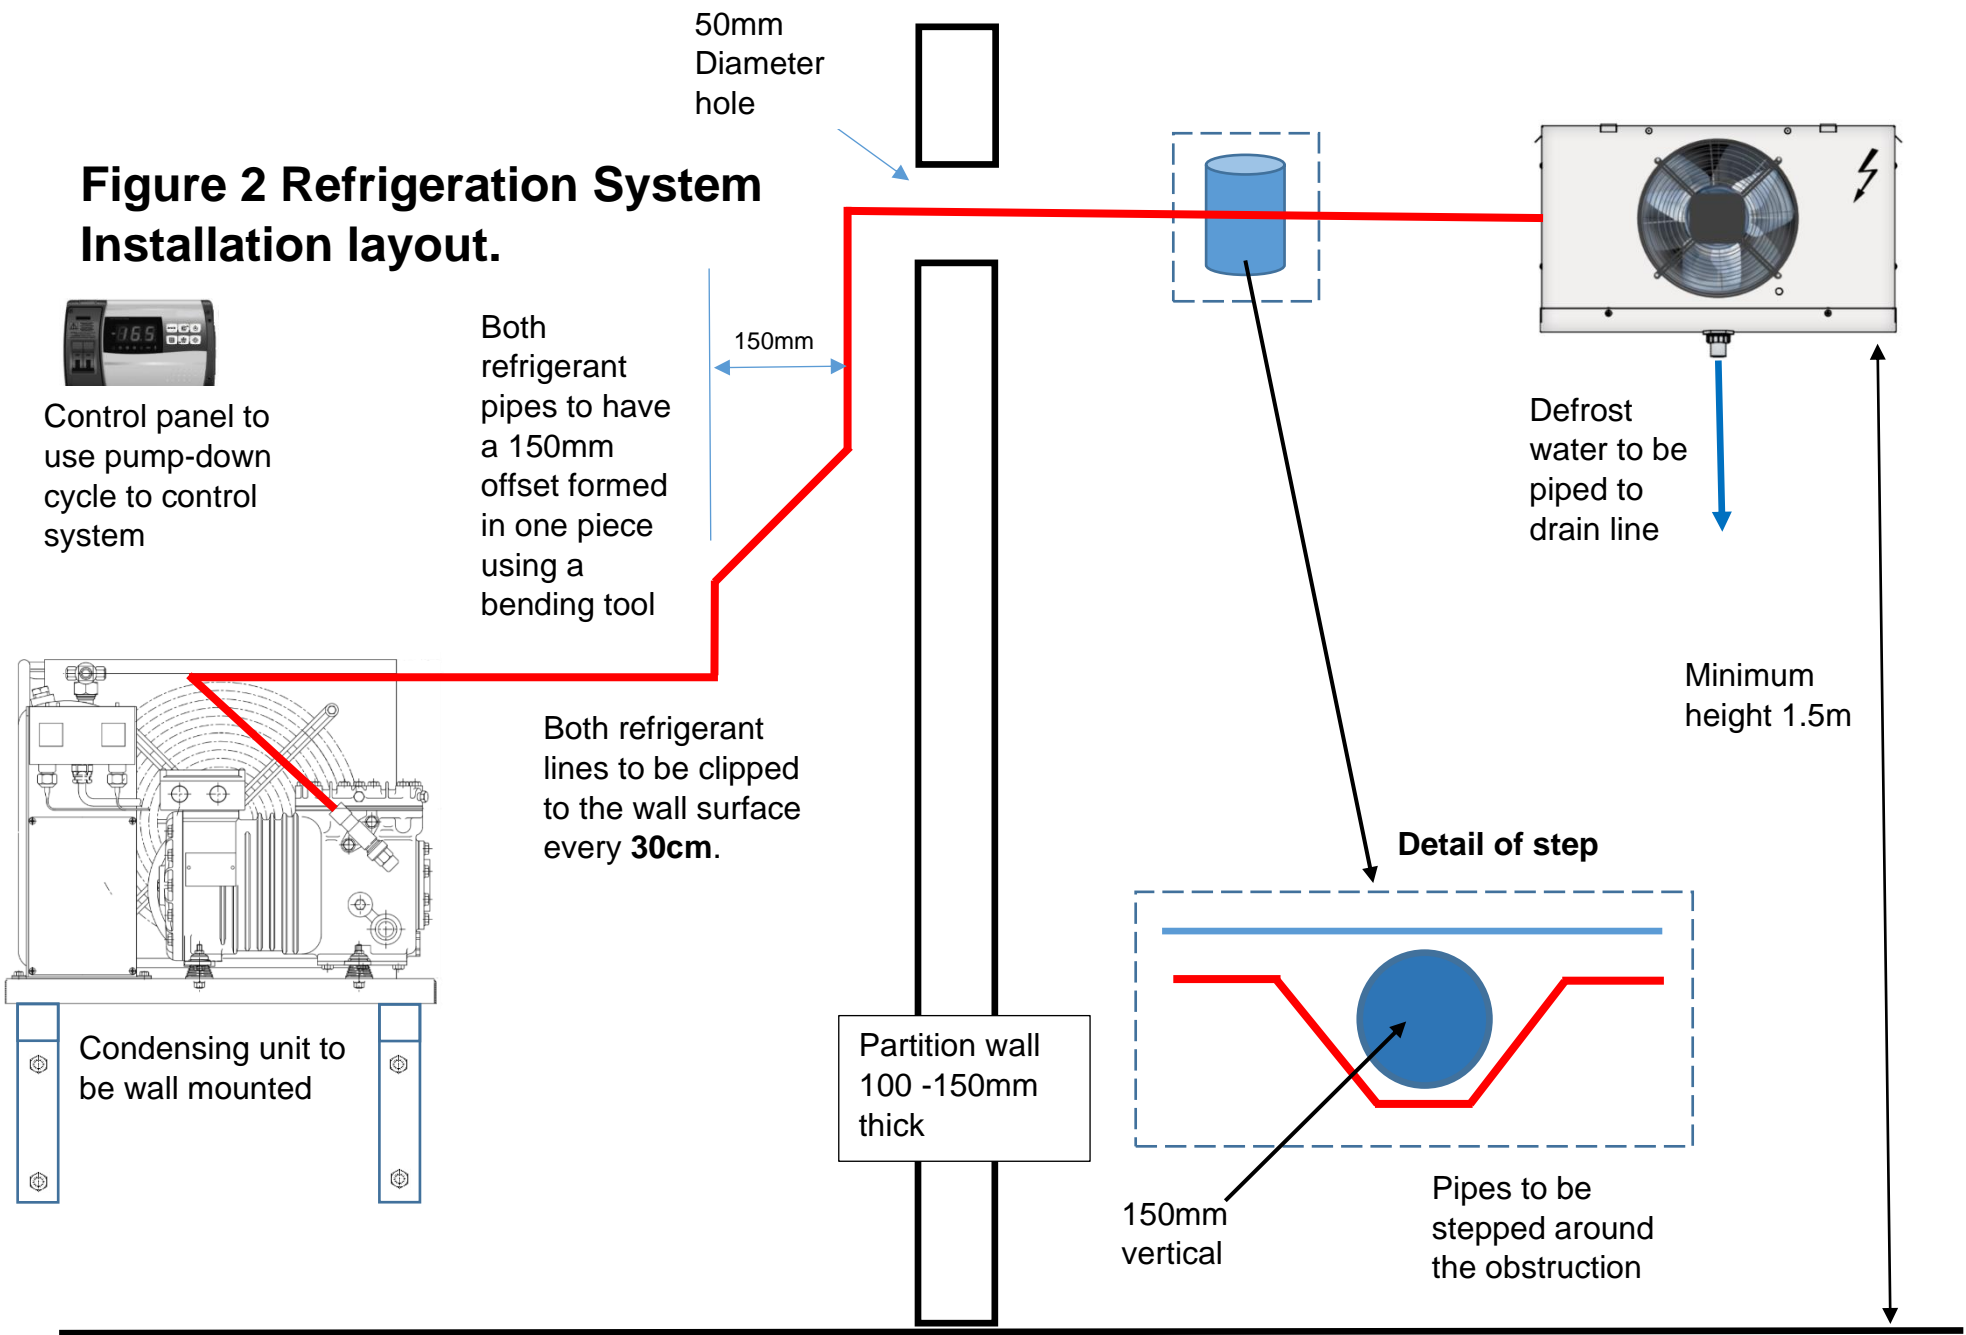 50mm
Diameter
hole
Figure 2 Refrigeration System
Installation layout.
-16.5
Control panel to
use pump-down
cycle to control
system
Both
refrigerant
pipes to have
a 150mm
offset formed
in one piece
using a
bending tool
150mm
Defrost
water to be
piped to
drain line
Minimum
height 1.5m
Both refrigerant
lines to be clipped
to the wall surface
every 30cm.
Detail of step
Condensing unit to
be wall mounted
Partition wall
100 -150mm
thick
150mm
vertical
Pipes to be
stepped around
the obstruction